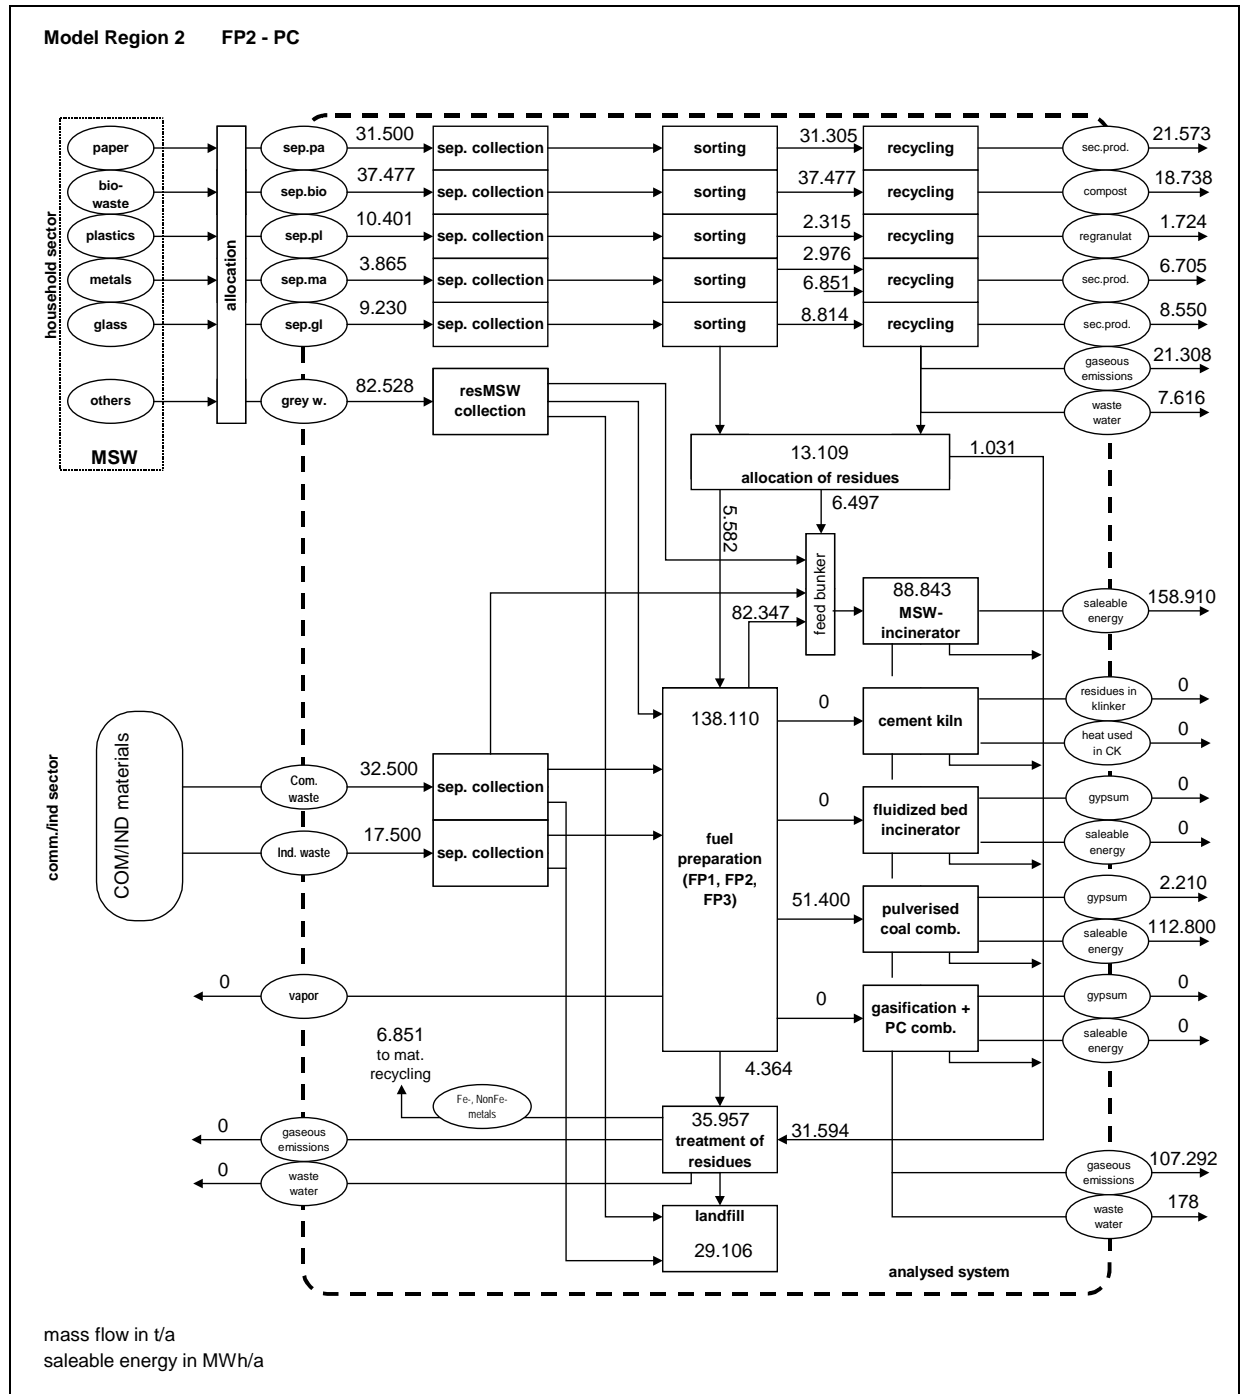 Model Region 2 FP2 - PC
household sector
paper
bio-
waste
plastics
metals
glass
others
MSW
allocation
sep.pa
31.500
sep. collection
sorting
31.305
recycling
sec.prod.
21.573
sep.bio
37.477
sep. collection
sorting
37.477
recycling
compost
18.738
sep.pl
10.401
sep. collection
sorting
2.315
recycling
regranulat
1.724
sep.ma
3.865
sep. collection
sorting
2.976
6.851
recycling
sec.prod.
6.705
sep.gl
9.230
sep. collection
sorting
8.814
recycling
sec.prod.
8.550
gaseous
emissions
21.308
waste
water
7.616
grey w.
82.528
resMSW
collection
13.109
allocation of residues
1.031
5.582
6.497
feed bunker
82.347
88.843
MSW-
incinerator
saleable
energy
158.910
comm./ind sector
COM/IND materials
Com.
waste
32.500
sep. collection
Ind. waste
17.500
sep. collection
138.110
fuel
preparation
(FP1, FP2,
FP3)
0
cement kiln
residues in
klinker
0
heat used
in CK
0
0
fluidized bed
incinerator
gypsum
0
saleable
energy
0
51.400
pulverised
coal comb.
gypsum
2.210
saleable
energy
112.800
0
gasification +
PC comb.
gypsum
0
saleable
energy
0
0
vapor
6.851
to mat.
recycling
Fe-, NonFe-
metals
4.364
35.957
treatment of
residues
31.594
0
gaseous
emissions
0
waste
water
landfill
29.106
gaseous
emissions
107.292
waste
water
178
analysed system
mass flow in t/a
saleable energy in MWh/a